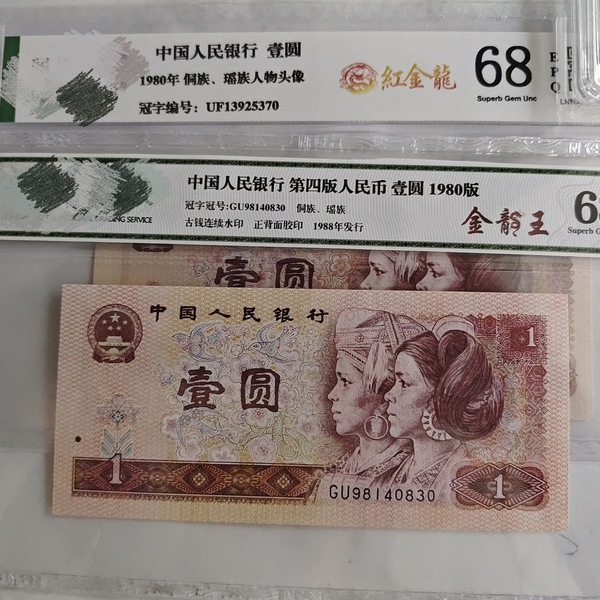 中国人民银行 壹圆
1980年 侗族、瑶族人物头像
冠字编号: UF13925370
紅金龍
68
Superb Gem Unc
E
P
Q
中国人民银行 第四版人民币 壹圆 1980版
冠字冠号:GU98140830 侗族、瑶族
古钱连续水印 正背面胶印 1988年发行
GRADING SERVICE
金韵王
6
Superb G
壹圆
中国人民银行
1
壹圆
GU98140830
1
1